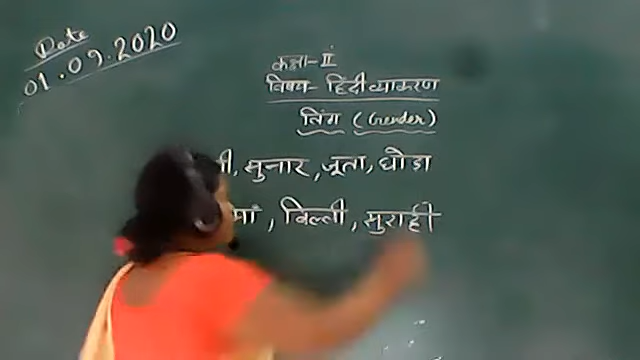 Date
01.09.2020
कक्षा-II
विषय- हिंदी व्याकरण
लिंग (Gender)
सुनार, जूता, घोडा
माँ, बिल्ली, सुराही